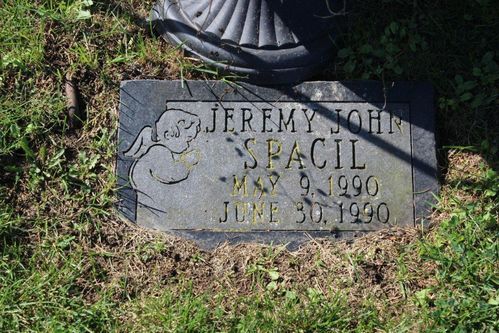 JEREMY JOHN
SPACIL
MAY 9, 1990
JUNE 30, 1990